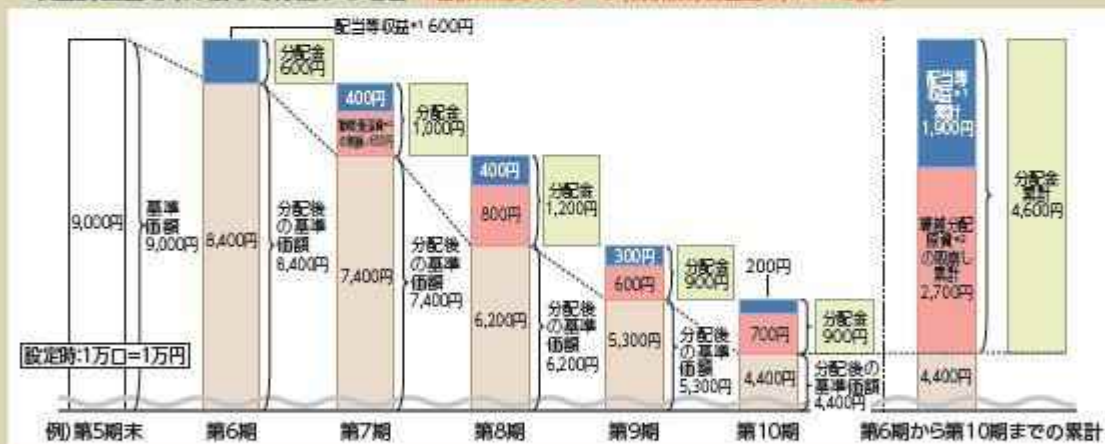 配当等収益*¹ 600円
分配金
600円
9,000円
基準
価額
9,000円
8,400円
分配後
の基準
価額
8,400円
400円
分配金
1,000円
7,400円
分配後
の基準
価額
7,400円
400円
800円
分配金
1,200円
6,200円
分配後
の基準
価額
6,200円
300円
600円
分配金
900円
5,300円
分配後
の基準
価額
5,300円
200円
700円
分配金
900円
4,400円
分配後の
基準価額
4,400円
配当等
収益*¹
累計
1,900円
の取崩し
累計
2,700円
4,400円
分配金
累計
4,600円
設定時:1万口=1万円
例)第5期末
第6期
第7期
第8期
第9期
第10期
第6期から第10期までの累計